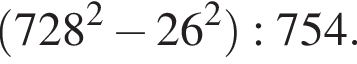 (728² − 26²) : 754.